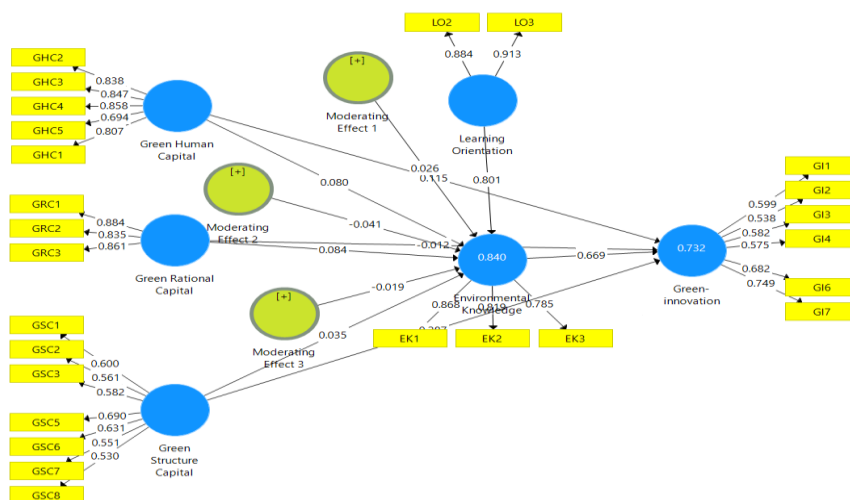 LO2
LO3
0.884
0.913
[+]
Moderating
Effect 1
Learning
Orientation
GHC2
GHC3
GHC4
GHC5
GHC1
0.838
0.847
0.858
0.694
0.807
Green Human
Capital
0.026
0.115
0.801
0.080
[+]
Moderating
Effect 2
-0.041
GRC1
GRC2
GRC3
0.884
0.835
0.861
Green Rational
Capital
0.084
-0.012
0.840
Environmental
Knowledge
0.669
0.732
Green-
innovation
GI1
GI2
GI3
GI4
GI6
GI7
0.599
0.538
0.582
0.575
0.682
0.749
[+]
Moderating
Effect 3
-0.019
0.035
0.868
0.819
0.785
EK1
EK2
EK3
GSC1
GSC2
GSC3
GSC5
GSC6
GSC7
GSC8
0.600
0.561
0.582
0.690
0.631
0.551
0.530
Green
Structure
Capital